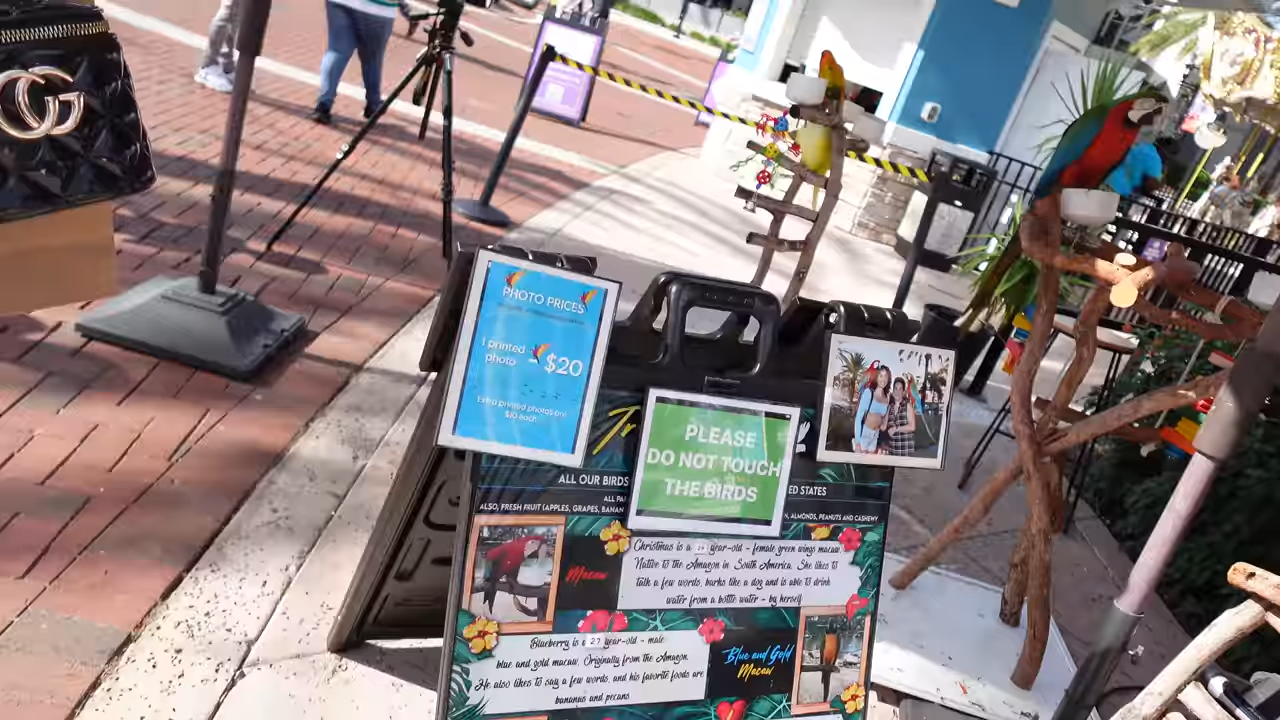 PHOTO PRICES
1 printed
photo
$20
Extra printed photos are
$10 each
PLEASE
DO NOT TOUCH
THE BIRDS
Tr
ALL OUR BIRDS
ED STATES
ALL PA
ALSO, FRESH FRUIT (APPLES, GRAPES, BANAN
N, ALMONDS, PEANUTS AND CASHEW
Macaw
Christmas is a year-old - female green wings macaw
Native to the Amazon in South America. She likes to
talk a few words, barks like a dog and is able to drink
water from a bottle water - by herself
Blueberry is a 27 year-old - male
blue and gold macaw. Originally from the Amazon.
He also likes to say a few words, and his favorite foods are
bananas and pecans
Blue and Gold
Macaw